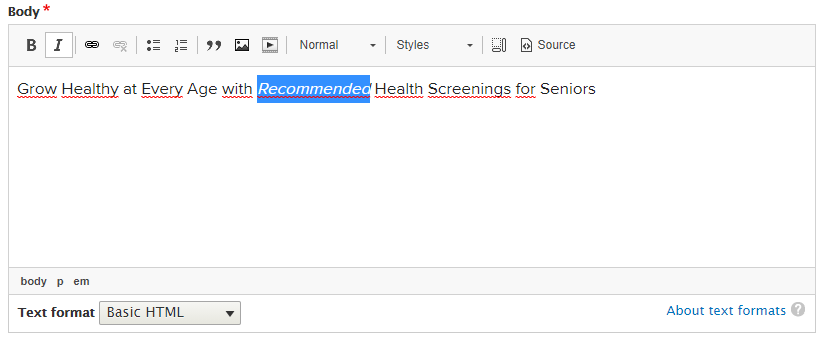 Body *
B I Normal Styles Source
Grow Healthy at Every Age with Recommended Health Screenings for Seniors
body p em
Text format Basic HTML About text formats ?